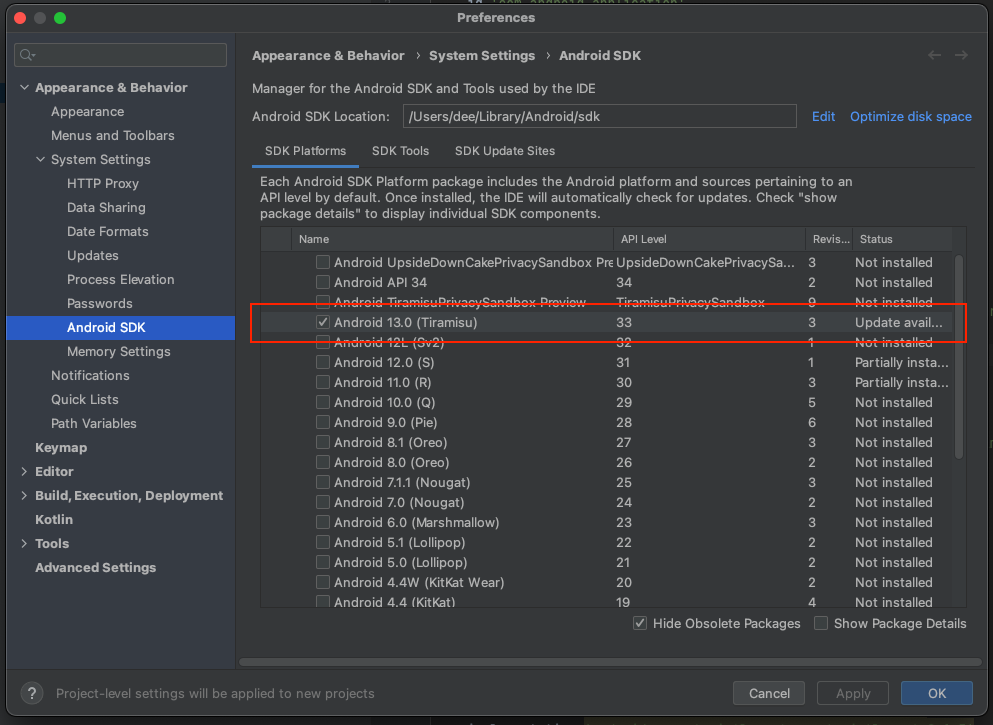 Preferences
Appearance & Behavior › System Settings › Android SDK
Manager for the Android SDK and Tools used by the IDE
Android SDK Location: /Users/dee/Library/Android/sdk Edit Optimize disk space
SDK Platforms SDK Tools SDK Update Sites
Each Android SDK Platform package includes the Android platform and sources pertaining to an
API level by default. Once installed, the IDE will automatically check for updates. Check "show
package details" to display individual SDK components.
Name API Level Revis... Status
Android UpsideDownCakePrivacySandbox Pre UpsideDownCakePrivacySa... 3 Not installed
Android API 34 34 2 Not installed
Android TiramisuPrivacySandbox Preview TiramisuPrivacySandbox 9 Not installed
Android 13.0 (Tiramisu) 33 3 Update avail...
Android 12L (Sv2) 32 1 Not installed
Android 12.0 (S) 31 1 Partially insta...
Android 11.0 (R) 30 3 Partially insta...
Android 10.0 (Q) 29 5 Not installed
Android 9.0 (Pie) 28 6 Not installed
Android 8.1 (Oreo) 27 3 Not installed
Android 8.0 (Oreo) 26 2 Not installed
Android 7.1.1 (Nougat) 25 3 Not installed
Android 7.0 (Nougat) 24 2 Not installed
Android 6.0 (Marshmallow) 23 3 Not installed
Android 5.1 (Lollipop) 22 2 Not installed
Android 5.0 (Lollipop) 21 2 Not installed
Android 4.4W (KitKat Wear) 20 2 Not installed
Android 4.4 (KitKat) 19 4 Not installed
Hide Obsolete Packages Show Package Details
Appearance & Behavior
Appearance
Menus and Toolbars
System Settings
HTTP Proxy
Data Sharing
Date Formats
Updates
Process Elevation
Passwords
Android SDK
Memory Settings
Notifications
Quick Lists
Path Variables
Keymap
Editor
Build, Execution, Deployment
Kotlin
Tools
Advanced Settings
? Project-level settings will be applied to new projects
Cancel Apply OK